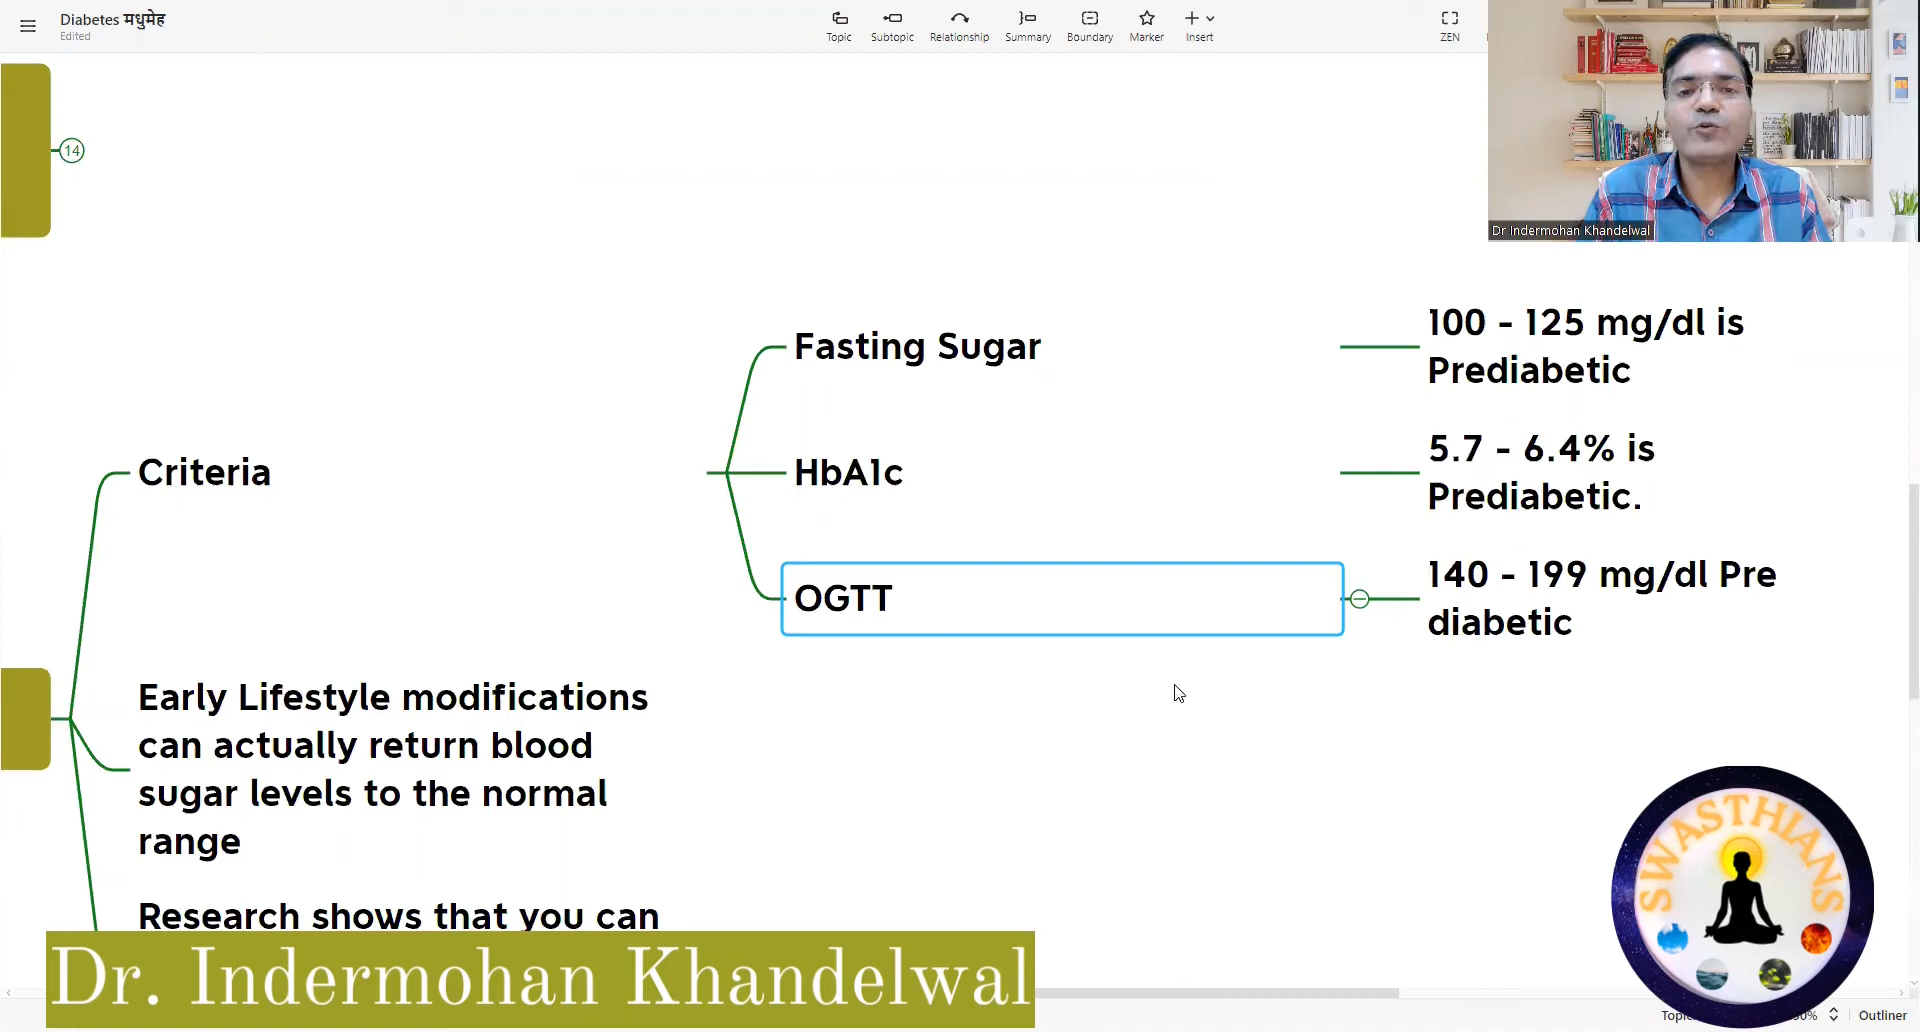 Diabetes मधुमेह
Edited
Topic
Subtopic
Relationship
Summary
Boundary
Marker
Insert
ZEN
Dr Indermohan Khandelwal
14
Fasting Sugar
100 - 125 mg/dl is
Prediabetic
Criteria
HbA1c
5.7 - 6.4% is
Prediabetic.
OGTT
140 - 199 mg/dl Pre
diabetic
Early Lifestyle modifications
can actually return blood
sugar levels to the normal
range
Research shows that you can
Dr. Indermohan Khandelwal
SWASTHIANS
Outliner